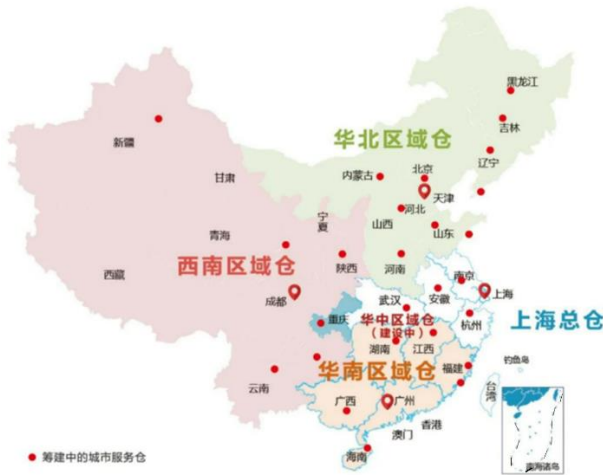 黑龙江
吉林
华北区域仓
辽宁
新疆
北京
内蒙古
甘肃
天津
河北
宁夏
山西
山东
青海
西南区域仓
陕西
河南
西藏
南京
成都
武汉
安徽
上海
重庆
华中区域仓
（建设中）
杭州
上海总仓
湖南
江西
钓鱼岛
华南区域仓
福建
云南
台湾
广西
广州
香港
澳门
海南
筹建中的城市服务仓
南海诸岛